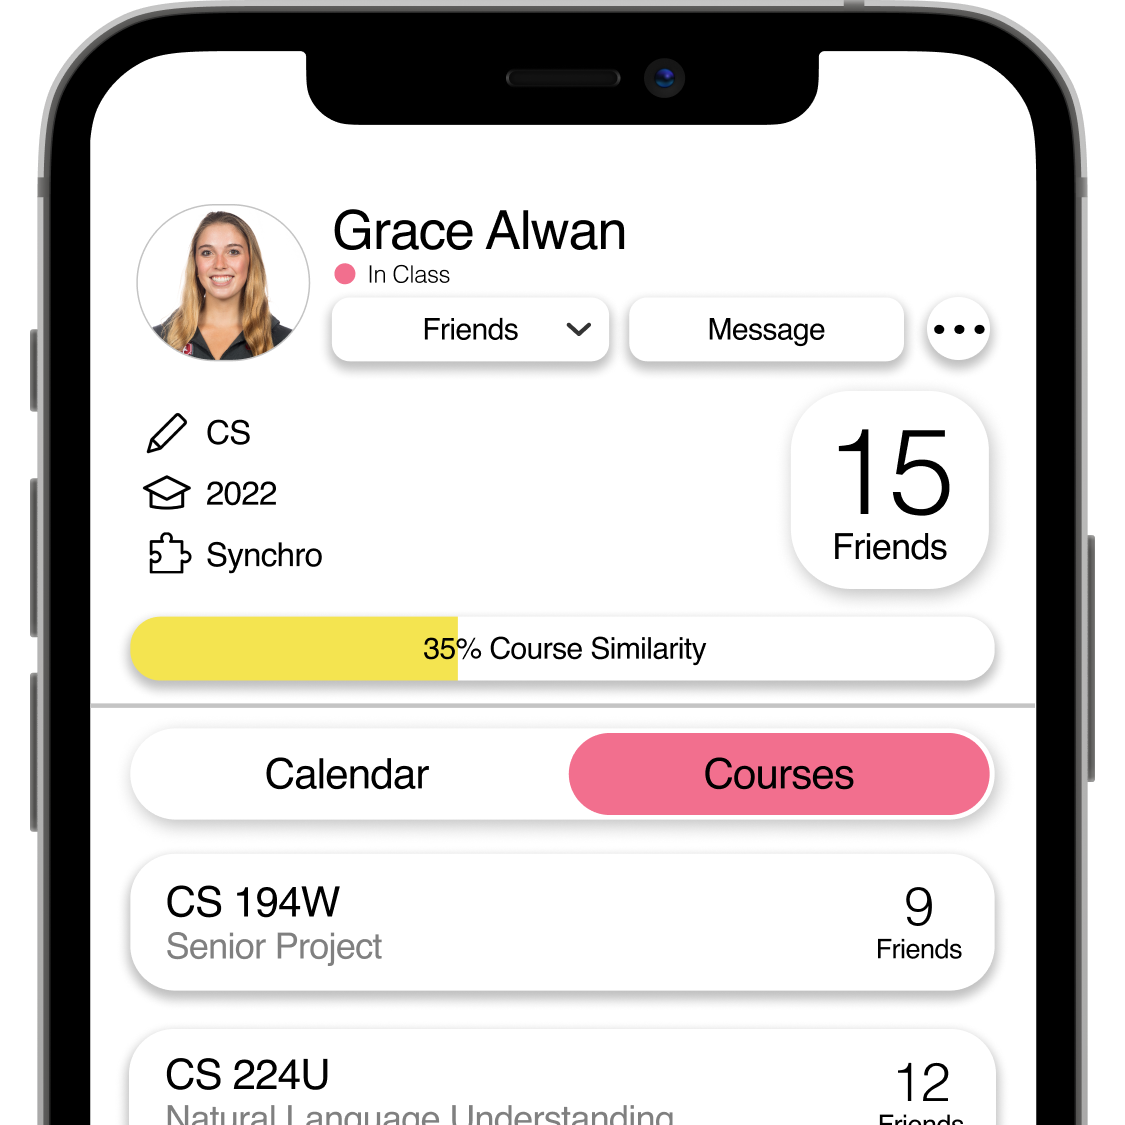 Grace Alwan
In Class
Friends
Message
CS
2022
Synchro
15
Friends
35% Course Similarity
Calendar
Courses
CS 194W
Senior Project
9
Friends
CS 224U
Natural Language Understanding
12
Friends